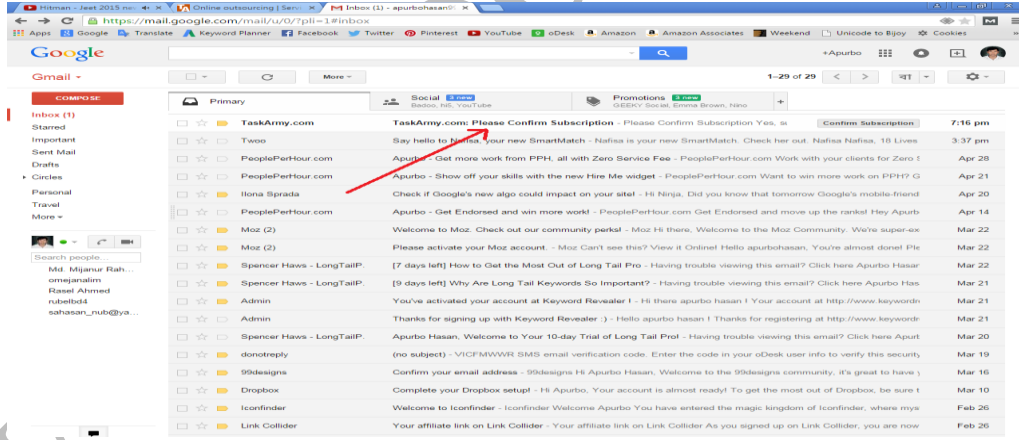 Hitman - Jeet 2015 new Online outsourcing | Servi Inbox (1) - apurbohasan9
https://mail.google.com/mail/u/0/?pli=1#inbox
Apps Google Translate Keyword Planner Facebook Twitter Pinterest YouTube oDesk Amazon Amazon Associates Weekend Unicode to Bijoy Cookies
Google +Apurbo
Gmail More 1–29 of 29
COMPOSE Primary Social 3 new Promotions 3 new
Badoo, hi5, YouTube GEEKY Social, Emma Brown, Nino
Inbox (1)
Starred
Important
Sent Mail
Drafts
Circles
Personal
Travel
More
Search people...
Md. Mijanur Rah...
omejanalim
Rasel Ahmed
rubelbd4
sahasan_nub@ya...
TaskArmy.com TaskArmy.com: Please Confirm Subscription - Please Confirm Subscription Yes, s Confirm Subscription 7:16 pm
Twoo Say hello to Nafisa, your new SmartMatch - Nafisa is your new SmartMatch. Check her out. Nafisa Nafisa, 18 Lives 3:37 pm
PeoplePerHour.com Apurbo - Get more work from PPH, all with Zero Service Fee - PeoplePerHour.com Work with your clients for Zero S Apr 28
PeoplePerHour.com Apurbo - Show off your skills with the new Hire Me widget - PeoplePerHour.com Want to win more work on PPH? G Apr 21
Ilona Sprada Check if Google's new algo could impact on your site! - Hi Ninja, Did you know that tomorrow Google's mobile-friend Apr 20
PeoplePerHour.com Apurbo - Get Endorsed and win more work! - PeoplePerHour.com Get Endorsed and move up the ranks! Hey Apurb Apr 14
Moz (2) Welcome to Moz. Check out our community perks! - Moz Hi there, Welcome to the Moz Community. We're super-ex Mar 22
Moz (2) Please activate your Moz account. - Moz Can't see this? View it Online! Hello apurbohasan, You're almost done! Ple Mar 22
Spencer Haws - LongTailP. [7 days left] How to Get the Most Out of Long Tail Pro - Having trouble viewing this email? Click here Apurbo Hasar Mar 22
Spencer Haws - LongTailP. [9 days left] Why Are Long Tail Keywords So Important? - Having trouble viewing this email? Click here Apurbo Has Mar 21
Admin You've activated your account at Keyword Revealer ! - Hi there apurbo hasan ! Your account at http://www.keywordr Mar 21
Admin Thanks for signing up with Keyword Revealer :) - Hello apurbo hasan ! Thanks for registering at http://www.keywordr Mar 21
Spencer Haws - LongTailP. Apurbo Hasan, Welcome to Your 10-day Trial of Long Tail Pro! - Having trouble viewing this email? Click here Apurt Mar 20
donotreply (no subject) - VICFMWWR SMS email verification code. Enter the code in your oDesk user info to verify this security Mar 19
99designs Confirm your email address - 99designs Hi Apurbo Hasan, Welcome to the 99designs community, it's great to have y Mar 16
Dropbox Complete your Dropbox setup! - Hi Apurbo, Your account is almost ready! To get the most out of Dropbox, be sure t Mar 10
Iconfinder Welcome to Iconfinder - Iconfinder Welcome Apurbo You have entered the magic kingdom of Iconfinder, where mys Feb 26
Link Collider Your affiliate link on Link Collider - Your affiliate link on Link Collider As you signed up on Link Collider, you are now Feb 26